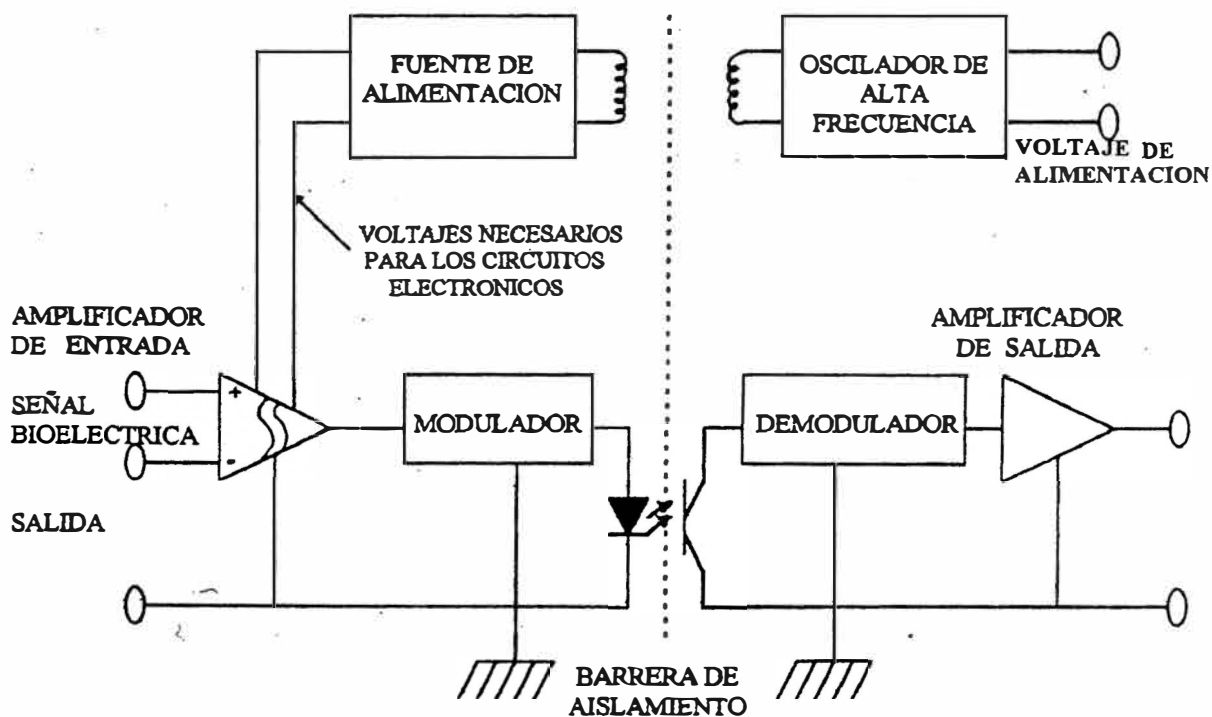 FUENTE DE
ALIMENTACION
OSCILADOR DE
ALTA
FRECUENCIA
VOLTAJE DE
ALIMENTACION
VOLTAJES NECESARIOS
PARA LOS CIRCUITOS
ELECTRONICOS
AMPLIFICADOR
DE ENTRADA
AMPLIFICADOR
DE SALIDA
SEÑAL
BIOELECTRICA
+
-
MODULADOR
DEMODULADOR
SALIDA
BARRERA DE
AISLAMIENTO